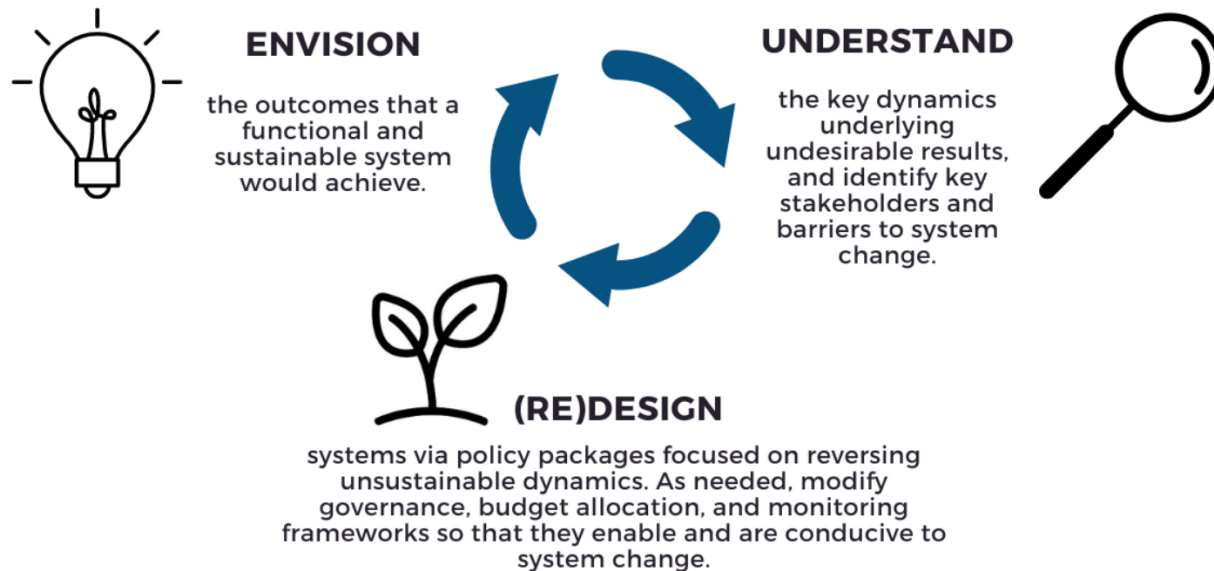 ENVISION
the outcomes that a
functional and
sustainable system
would achieve.
UNDERSTAND
the key dynamics
underlying
undesirable results,
and identify key
stakeholders and
barriers to system
change.
(RE)DESIGN
systems via policy packages focused on reversing
unsustainable dynamics. As needed, modify
governance, budget allocation, and monitoring
frameworks so that they enable and are conducive to
system change.